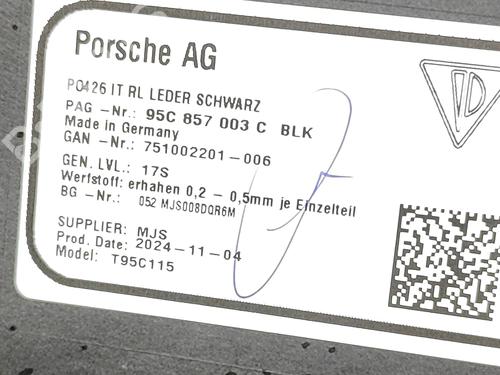 Porsche AG
PO426 IT RL LEDER SCHWARZ
PAG -Nr.: 95C 857 003 C BLK
Made in Germany
GAN -Nr.: 751002201-006
GEN. LVL.: 17S
Werfstoff: erhahen 0,2 - 0,5mm je Einzelteil
BG -Nr.: 052 MJS008DQR6M
SUPPLIER: MJS
Prod. Date: 2024-11-04
Model: T95C115